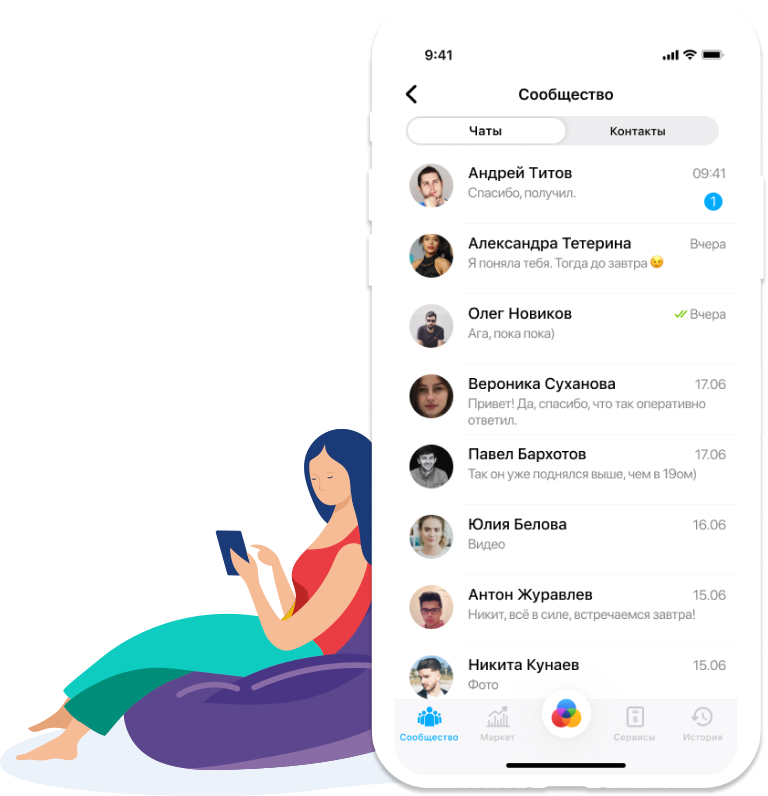 9:41
Сообщество
Чаты
Контакты
Андрей Титов 09:41
Спасибо, получил.
1
Александра Тетерина Вчера
Я поняла тебя. Тогда до завтра 😉
Олег Новиков Вчера
Ага, пока пока)
Вероника Суханова 17.06
Привет! Да, спасибо, что так оперативно
ответил.
Павел Бархотов 17.06
Так он уже поднялся выше, чем в 19ом)
Юлия Белова 16.06
Видео
Антон Журавлев 15.06
Никит, всё в силе, встречаемся завтра!
Никита Кунаев 15.06
Фото
Сообщество
Маркет
$
Сервисы
История